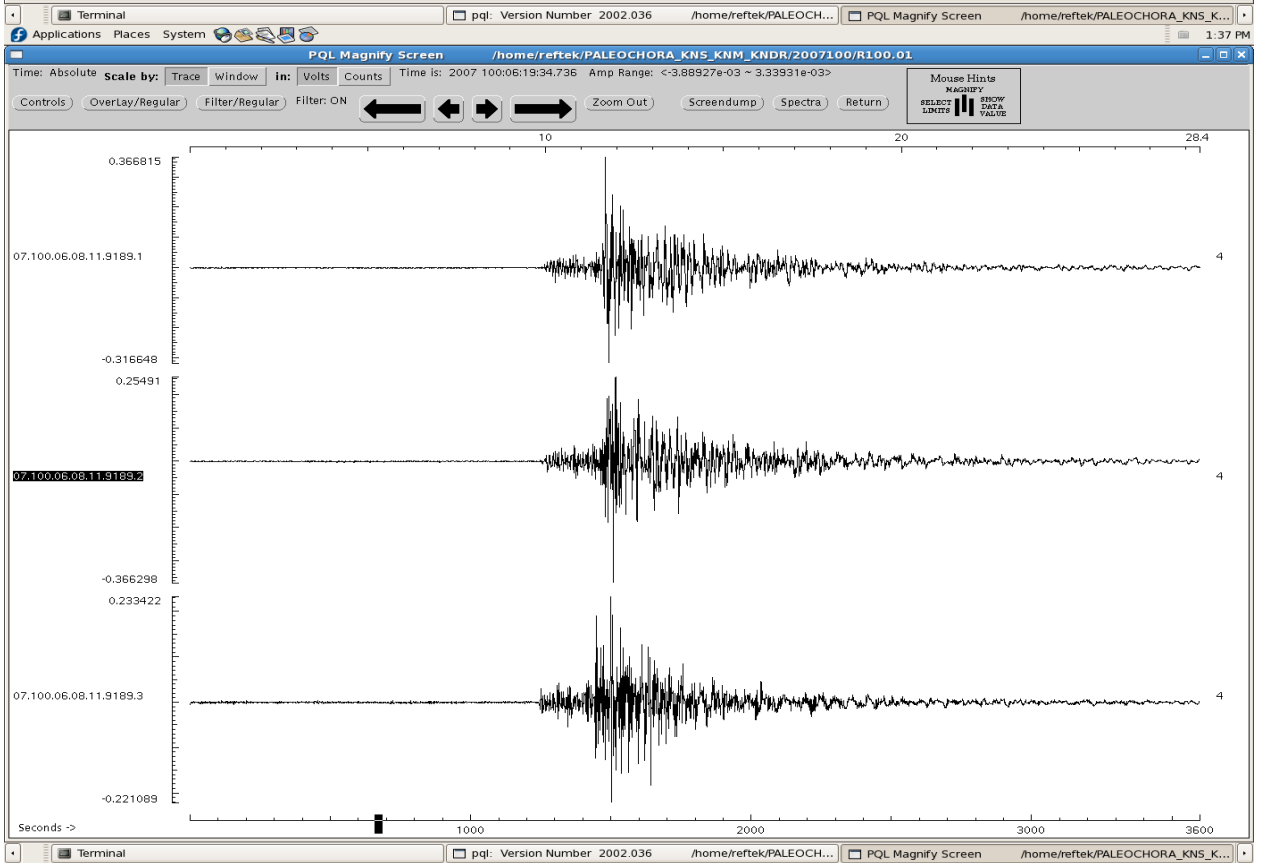 Terminal pql: Version Number 2002.036 /home/reftek/PALEOCH... PQL Magnify Screen /home/reftek/PALEOCHORA_KNS_K...
Applications Places System 1:37 PM
PQL Magnify Screen /home/reftek/PALEOCHORA_KNS_KNM_KNDR/2007100/R100.01
Time: Absolute Scale by: Trace Window in: Volts Counts Time is: 2007 100:06:19:34.736 Amp Range: <-3.88927e-03 ~ 3.33931e-03>
Controls OverLay/Regular Filter/Regular Filter: ON Zoom Out Screendump Spectra Return
Mouse Hints
MAGNIFY
SELECT LIMITS
SHOW DATA VALUE
10 20 28.4
0.366815
07.100.06.08.11.9189.1 4
-0.316648
0.25491
07.100.06.08.11.9189.2 4
-0.366298
0.233422
07.100.06.08.11.9189.3 4
-0.221089
Seconds -> 1000 2000 3000 3600
Terminal pql: Version Number 2002.036 /home/reftek/PALEOCH... PQL Magnify Screen /home/reftek/PALEOCHORA_KNS_K...